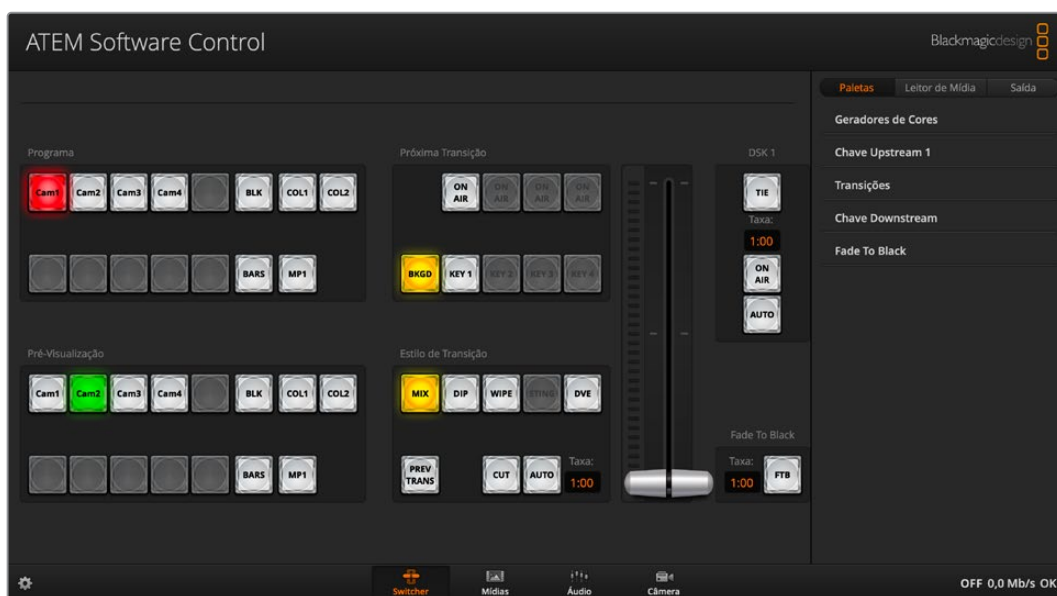 ATEM Software Control
Blackmagicdesign
Paletas Leitor de Mídia Saída
Geradores de Cores
Chave Upstream 1
Transições
Chave Downstream
Fade To Black
Programa
Cam1 Cam2 Cam3 Cam4 BLK COL1 COL2
BARS MP1
Próxima Transição
ON AIR ON AIR ON AIR ON AIR
BKGD KEY 1 KEY 2 KEY 3 KEY 4
DSK 1
TIE
Taxa:
1:00
ON AIR
AUTO
Pré-Visualização
Cam1 Cam2 Cam3 Cam4 BLK COL1 COL2
BARS MP1
Estilo de Transição
MIX DIP WIPE STING DVE
PREV TRANS CUT AUTO
Taxa:
1:00
Fade To Black
Taxa:
1:00
FTB
Switcher Mídias Áudio Câmera
OFF 0,0 Mb/s OK